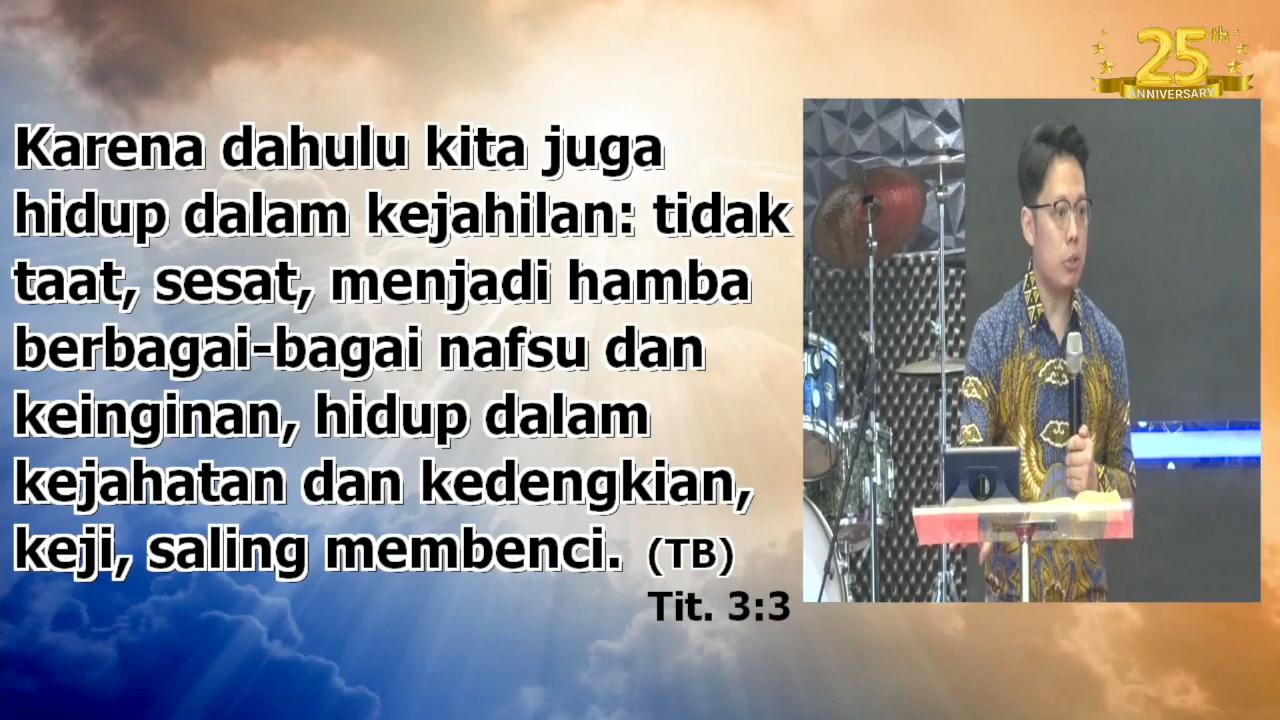 25th
ANNIVERSARY
Karena dahulu kita juga
hidup dalam kejahilan: tidak
taat, sesat, menjadi hamba
berbagai-bagai nafsu dan
keinginan, hidup dalam
kejahatan dan kedengkian,
keji, saling membenci. (TB)
Tit. 3:3